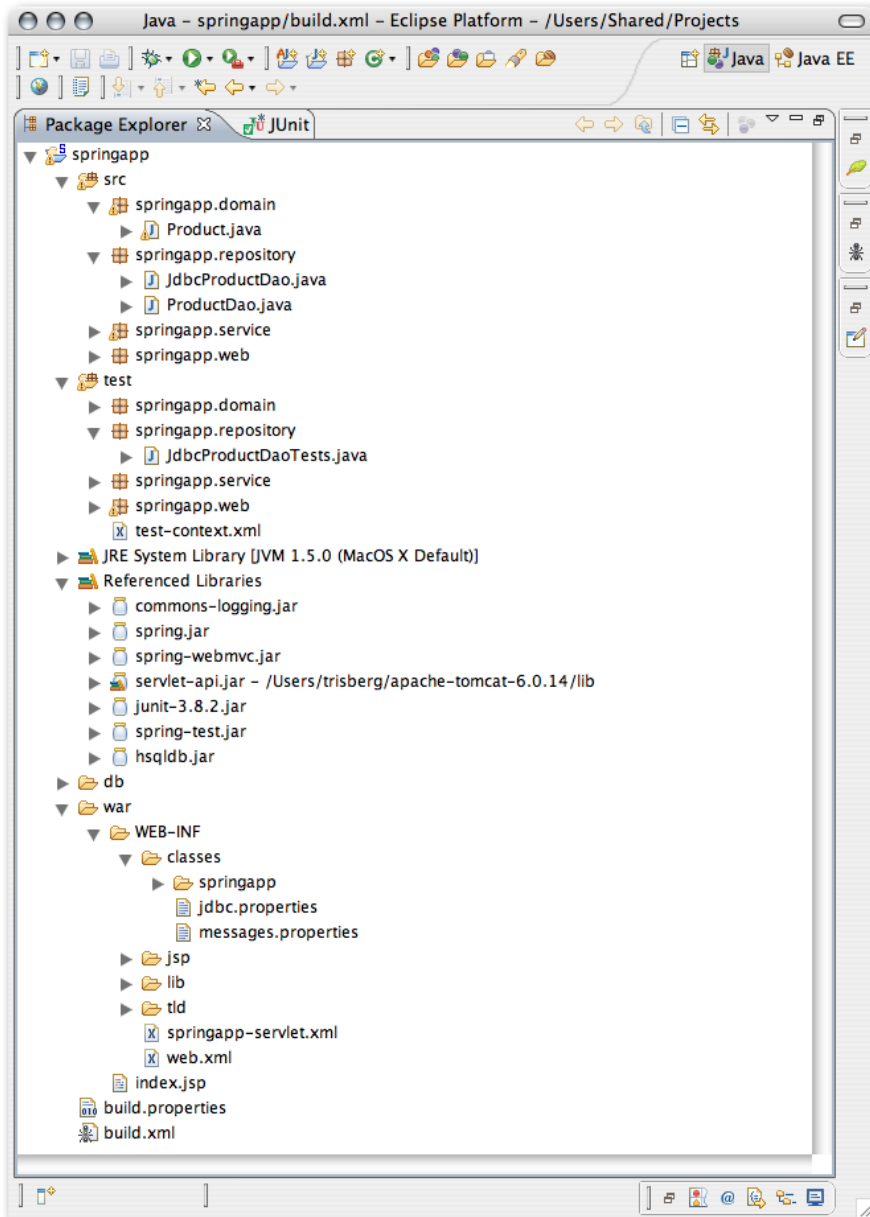 Java – springapp/build.xml – Eclipse Platform – /Users/Shared/Projects
Java Java EE
Package Explorer JUnit
springapp
src
springapp.domain
Product.java
springapp.repository
JdbcProductDao.java
ProductDao.java
springapp.service
springapp.web
test
springapp.domain
springapp.repository
JdbcProductDaoTests.java
springapp.service
springapp.web
test-context.xml
JRE System Library [JVM 1.5.0 (MacOS X Default)]
Referenced Libraries
commons-logging.jar
spring.jar
spring-webmvc.jar
servlet-api.jar – /Users/trisberg/apache-tomcat-6.0.14/lib
junit-3.8.2.jar
spring-test.jar
hsqldb.jar
db
war
WEB-INF
classes
springapp
jdbc.properties
messages.properties
jsp
lib
tld
springapp-servlet.xml
web.xml
index.jsp
build.properties
build.xml